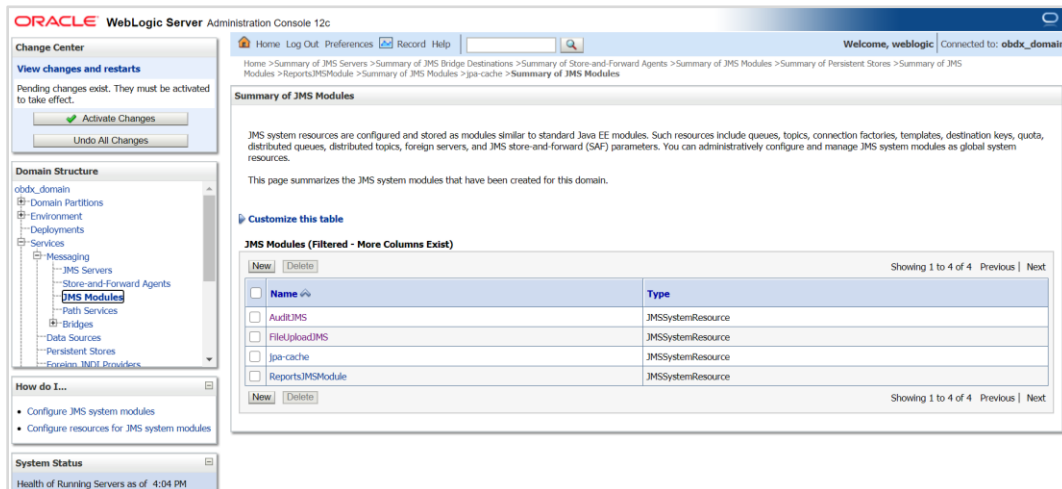 ORACLE WebLogic Server Administration Console 12c
Change Center
View changes and restarts
Pending changes exist. They must be activated
to take effect.
Activate Changes
Undo All Changes
Domain Structure
obdx_domain
Domain Partitions
Environment
Deployments
Services
Messaging
JMS Servers
Store-and-Forward Agents
JMS Modules
Path Services
Bridges
Data Sources
Persistent Stores
Foreign JNDI Providers
How do I...
Configure JMS system modules
Configure resources for JMS system modules
System Status
Health of Running Servers as of 4:04 PM
Home Log Out Preferences Record Help
Welcome, weblogic Connected to: obdx_domain
Home >Summary of JMS Servers >Summary of JMS Bridge Destinations >Summary of Store-and-Forward Agents >Summary of JMS Modules >Summary of Persistent Stores >Summary of JMS
Modules >ReportsJMSModule >Summary of JMS Modules >jpa-cache >Summary of JMS Modules
Summary of JMS Modules
JMS system resources are configured and stored as modules similar to standard Java EE modules. Such resources include queues, topics, connection factories, templates, destination keys, quota,
distributed queues, distributed topics, foreign servers, and JMS store-and-forward (SAF) parameters. You can administratively configure and manage JMS system modules as global system
resources.
This page summarizes the JMS system modules that have been created for this domain.
Customize this table
JMS Modules (Filtered - More Columns Exist)
New Delete Showing 1 to 4 of 4 Previous | Next
Name Type
AuditJMS JMSSystemResource
FileUploadJMS JMSSystemResource
jpa-cache JMSSystemResource
ReportsJMSModule JMSSystemResource
New Delete Showing 1 to 4 of 4 Previous | Next